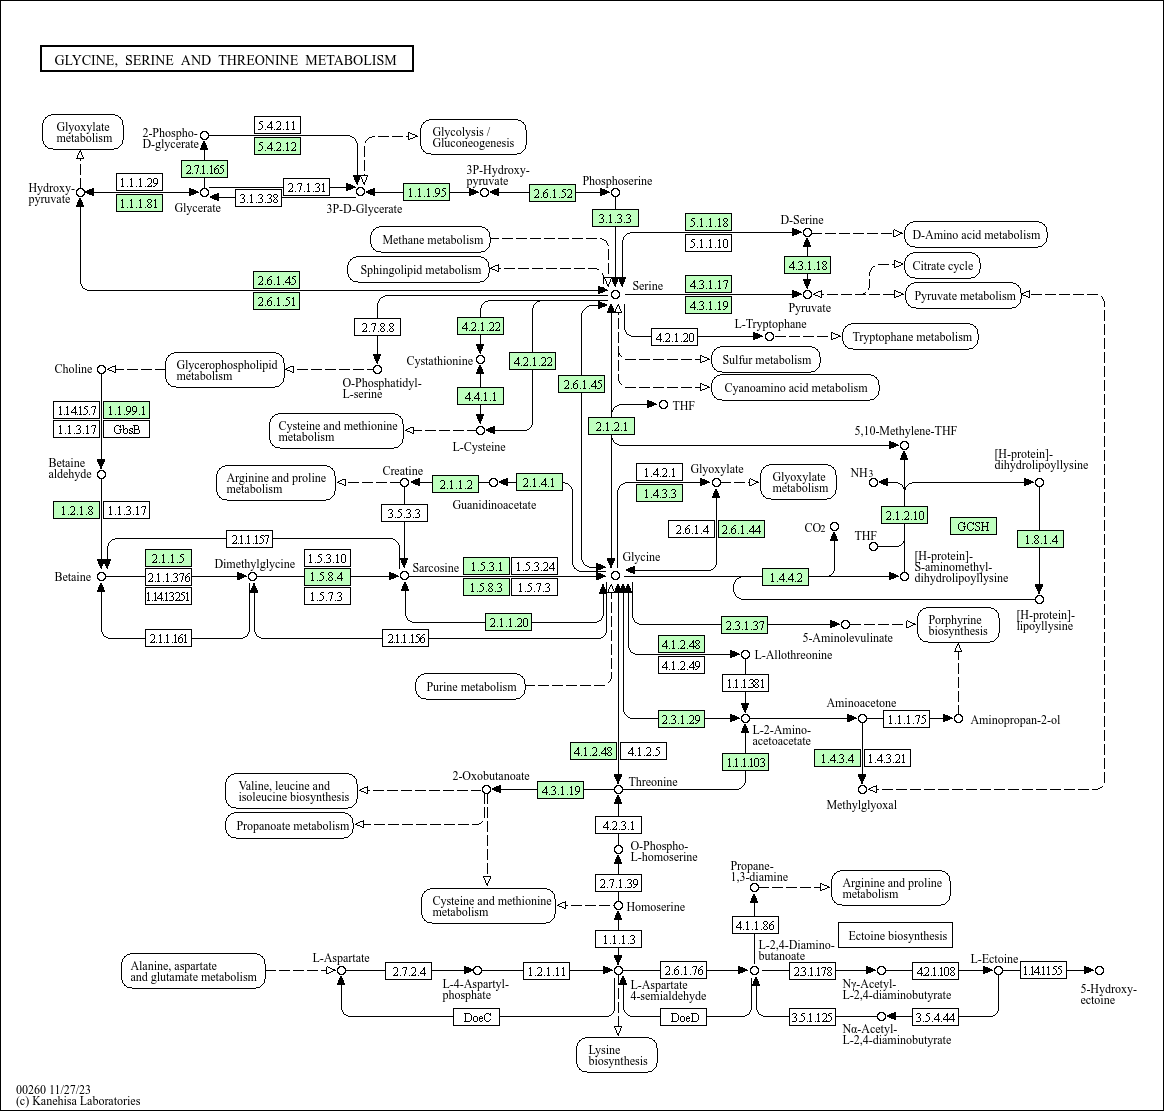 GLYCINE, SERINE AND THREONINE METABOLISM
Glyoxylate
metabolism
2-Phospho-
D-glycerate
5.4.2.11
5.4.2.12
Glycolysis /
Gluconeogenesis
2.7.1.165
Hydroxy-
pyruvate
1.1.1.29
1.1.1.81
Glycerate
2.7.1.31
3.1.3.38
3P-D-Glycerate
1.1.1.95
3P-Hydroxy-
pyruvate
2.6.1.52
Phosphoserine
3.1.3.3
Methane metabolism
Sphingolipid metabolism
5.1.1.18
5.1.1.10
D-Serine
D-Amino acid metabolism
4.3.1.18
Citrate cycle
2.6.1.45
2.6.1.51
Serine
4.3.1.17
4.3.1.19
Pyruvate
Pyruvate metabolism
2.7.8.8
4.2.1.22
4.2.1.20
L-Tryptophane
Tryptophane metabolism
Choline
Glycerophospholipid
metabolism
O-Phosphatidyl-
L-serine
Cystathionine
4.2.1.22
2.6.1.45
Sulfur metabolism
Cyanoamino acid metabolism
4.4.1.1
THF
1.14.15.7
1.1.99.1
1.1.3.17
GbsB
Cysteine and methionine
metabolism
L-Cysteine
2.1.2.1
5,10-Methylene-THF
Betaine
aldehyde
Arginine and proline
metabolism
Creatine
2.1.1.2
Guanidinoacetate
2.1.4.1
1.4.2.1
1.4.3.3
Glyoxylate
Glyoxylate
metabolism
NH3
[H-protein]-
dihydrolipoyllysine
1.2.1.8
1.1.3.17
3.5.3.3
2.6.1.4
2.6.1.44
CO2
2.1.2.10
GCSH
1.8.1.4
THF
2.1.1.157
Betaine
2.1.1.5
2.1.1.376
1.14.13.251
Dimethylglycine
1.5.3.10
1.5.8.4
1.5.7.3
Sarcosine
1.5.3.1
1.5.3.24
1.5.8.3
1.5.7.3
Glycine
1.4.4.2
[H-protein]-
S-aminomethyl-
dihydrolipoyllysine
[H-protein]-
lipoyllysine
2.1.1.161
2.1.1.156
2.1.1.20
2.3.1.37
5-Aminolevulinate
Porphyrine
biosynthesis
4.1.2.48
4.1.2.49
L-Allothreonine
Purine metabolism
1.1.1.381
2.3.1.29
L-2-Amino-
acetoacetate
Aminoacetone
1.1.1.75
Aminopropan-2-ol
4.1.2.48
4.1.2.5
1.1.1.103
1.4.3.4
1.4.3.21
Methylglyoxal
Valine, leucine and
isoleucine biosynthesis
2-Oxobutanoate
4.3.1.19
Threonine
Propanoate metabolism
4.2.3.1
O-Phospho-
L-homoserine
2.7.1.39
Cysteine and methionine
metabolism
Homoserine
Propane-
1,3-diamine
Arginine and proline
metabolism
1.1.1.3
4.1.1.86
Ectoine biosynthesis
Alanine, aspartate
and glutamate metabolism
L-Aspartate
2.7.2.4
L-4-Aspartyl-
phosphate
1.2.1.11
L-Aspartate
4-semialdehyde
2.6.1.76
L-2,4-Diamino-
butanoate
2.3.1.178
Nγ-Acetyl-
L-2,4-diaminobutyrate
4.2.1.108
L-Ectoine
1.14.11.55
5-Hydroxy-
ectoine
DoeC
DoeD
3.5.1.125
Nα-Acetyl-
L-2,4-diaminobutyrate
3.5.4.44
Lysine
biosynthesis
00260 11/27/23
(c) Kanehisa Laboratories